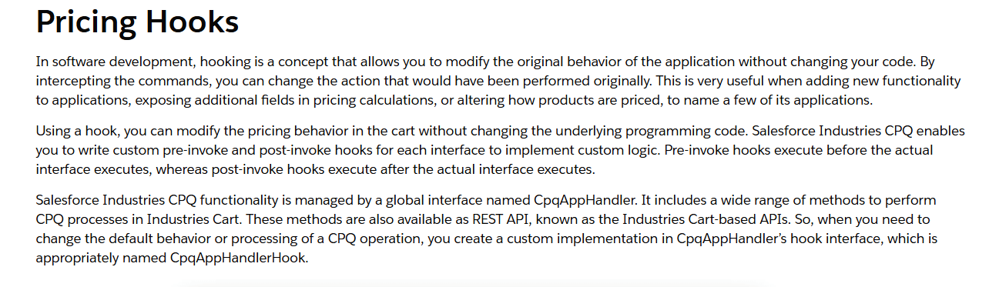 Pricing Hooks
In software development, hooking is a concept that allows you to modify the original behavior of the application without changing your code. By
intercepting the commands, you can change the action that would have been performed originally. This is very useful when adding new functionality
to applications, exposing additional fields in pricing calculations, or altering how products are priced, to name a few of its applications.
Using a hook, you can modify the pricing behavior in the cart without changing the underlying programming code. Salesforce Industries CPQ enables
you to write custom pre-invoke and post-invoke hooks for each interface to implement custom logic. Pre-invoke hooks execute before the actual
interface executes, whereas post-invoke hooks execute after the actual interface executes.
Salesforce Industries CPQ functionality is managed by a global interface named CpqAppHandler. It includes a wide range of methods to perform
CPQ processes in Industries Cart. These methods are also available as REST API, known as the Industries Cart-based APIs. So, when you need to
change the default behavior or processing of a CPQ operation, you create a custom implementation in CpqAppHandler’s hook interface, which is
appropriately named CpqAppHandlerHook.